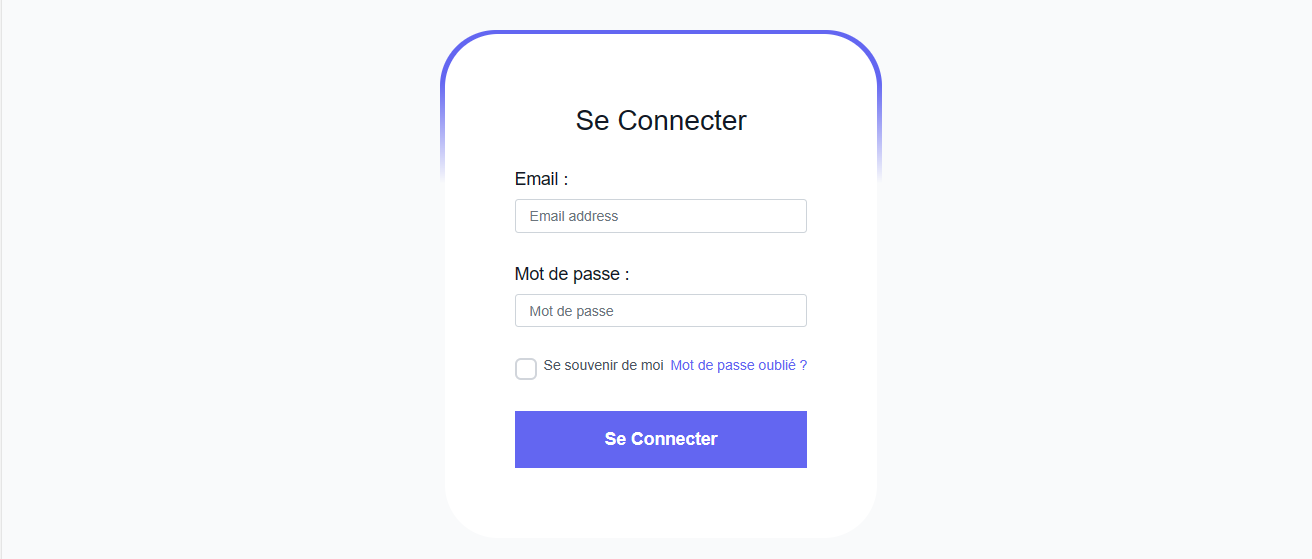 Se Connecter
Email :
Email address
Mot de passe :
Mot de passe
Se souvenir de moi Mot de passe oublié ?
Se Connecter